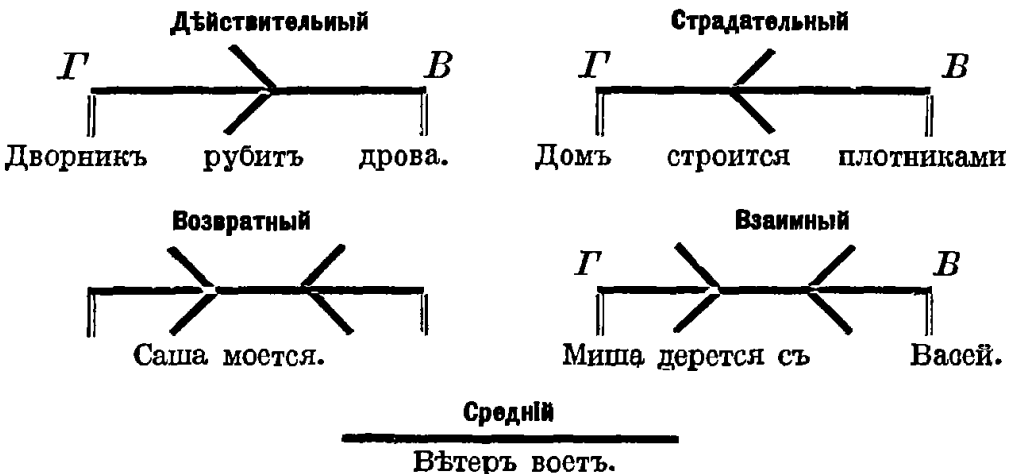 Дѣйствительный Страдательный
Г В Г В
Дворникъ рубитъ дрова. Домъ строится плотниками
Возвратный Взаимный
Г В
Саша моется. Миша дерется съ Васей.
Средній
Вѣтеръ воетъ.